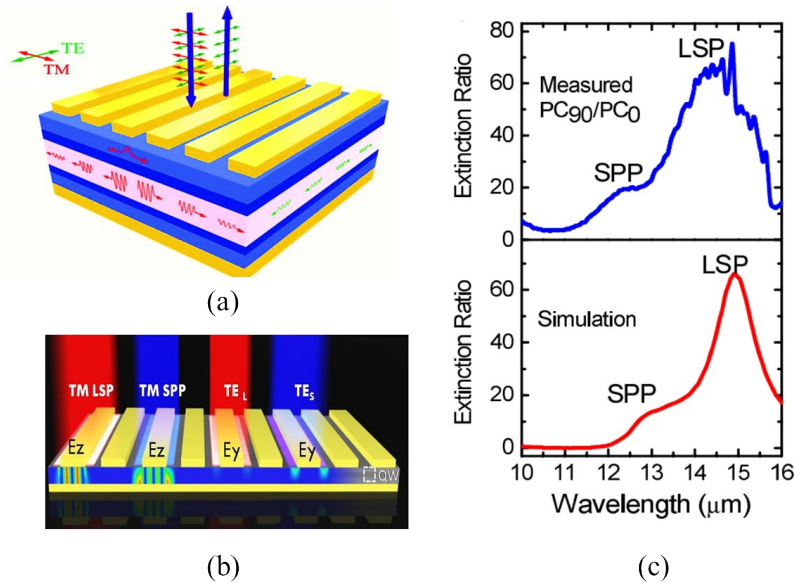 TE
TM
(a)
TM LSP TM SPP TE L TE S
Ez Ez Ey Ey QW
(b)
Extinction Ratio
80
60
40
20
0
LSP
Measured
PC90/PC0
SPP
Extinction Ratio
60
40
20
0
LSP
Simulation
SPP
10 11 12 13 14 15 16
Wavelength (μm)
(c)